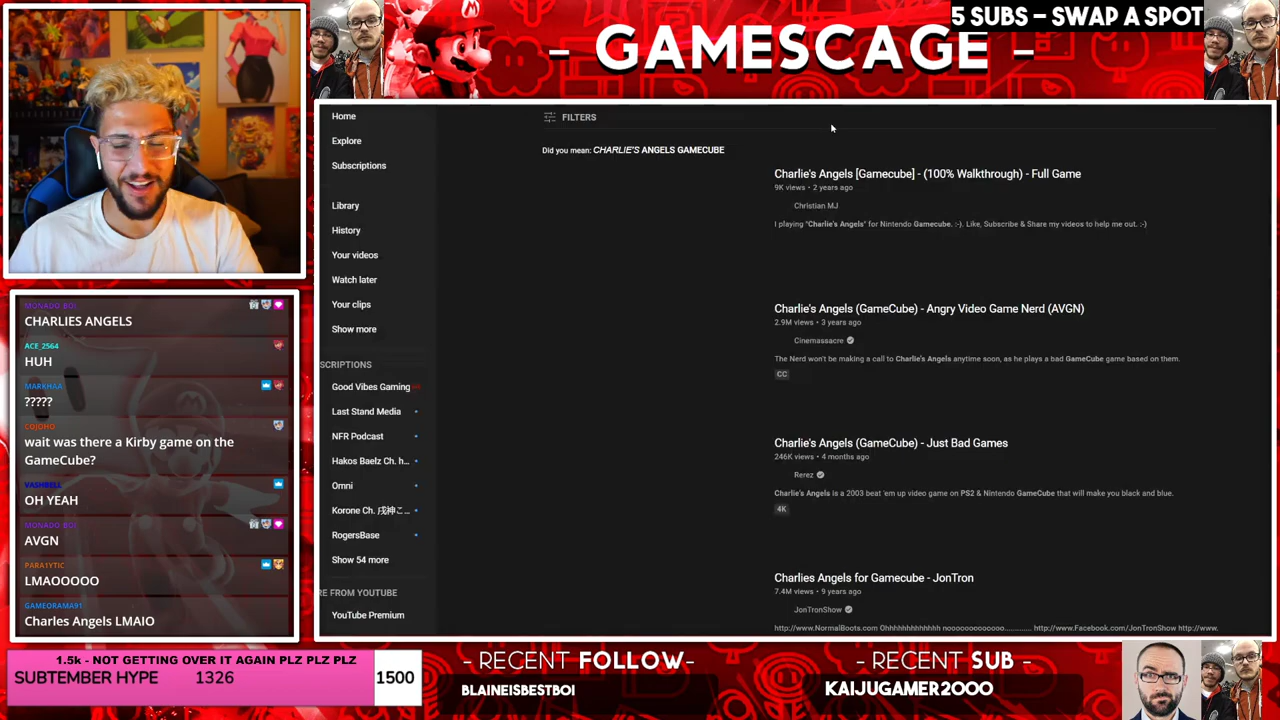 5 SUBS – SWAP A SPOT
- GAMESCAGE -
Home
Explore
Subscriptions
Library
History
Your videos
Watch later
Your clips
Show more
SCRIPTIONS
Good Vibes Gaming
Last Stand Media
NFR Podcast
Hakos Baelz Ch. h...
Omni
Korone Ch. 戌神こ...
RogersBase
Show 54 more
RE FROM YOUTUBE
YouTube Premium
FILTERS
Did you mean: CHARLIE'S ANGELS GAMECUBE
Charlie's Angels [Gamecube] - (100% Walkthrough) - Full Game
9K views • 2 years ago
Christian MJ
I playing "Charlie's Angels" for Nintendo Gamecube. :-). Like, Subscribe & Share my videos to help me out. :-)
Charlie's Angels (GameCube) - Angry Video Game Nerd (AVGN)
2.9M views • 3 years ago
Cinemassacre
The Nerd won't be making a call to Charlie's Angels anytime soon, as he plays a bad GameCube game based on them.
CC
Charlie's Angels (GameCube) - Just Bad Games
246K views • 4 months ago
Rerez
Charlie's Angels is a 2003 beat 'em up video game on PS2 & Nintendo GameCube that will make you black and blue.
4K
Charlies Angels for Gamecube - JonTron
7.4M views • 9 years ago
JonTronShow
http://www.NormalBoots.com Ohhhhhhhhhhhh noooooooooooo............. http://www.Facebook.com/JonTronShow http://www.
MONADO BOI
CHARLIES ANGELS
ACE_2564
HUH
MARKHAA
?????
COJOHO
wait was there a Kirby game on the
GameCube?
VASHBELL
OH YEAH
MONADO BOI
AVGN
PARA1YTIC
LMAOOOOO
GAMEORAMA91
Charles Angels LMAIO
1.5k - NOT GETTING OVER IT AGAIN PLZ PLZ PLZ
SUBTEMBER HYPE 1326 1500
- RECENT FOLLOW-
BLAINEISBESTBOI
- RECENT SUB -
KAIJUGAMER2000